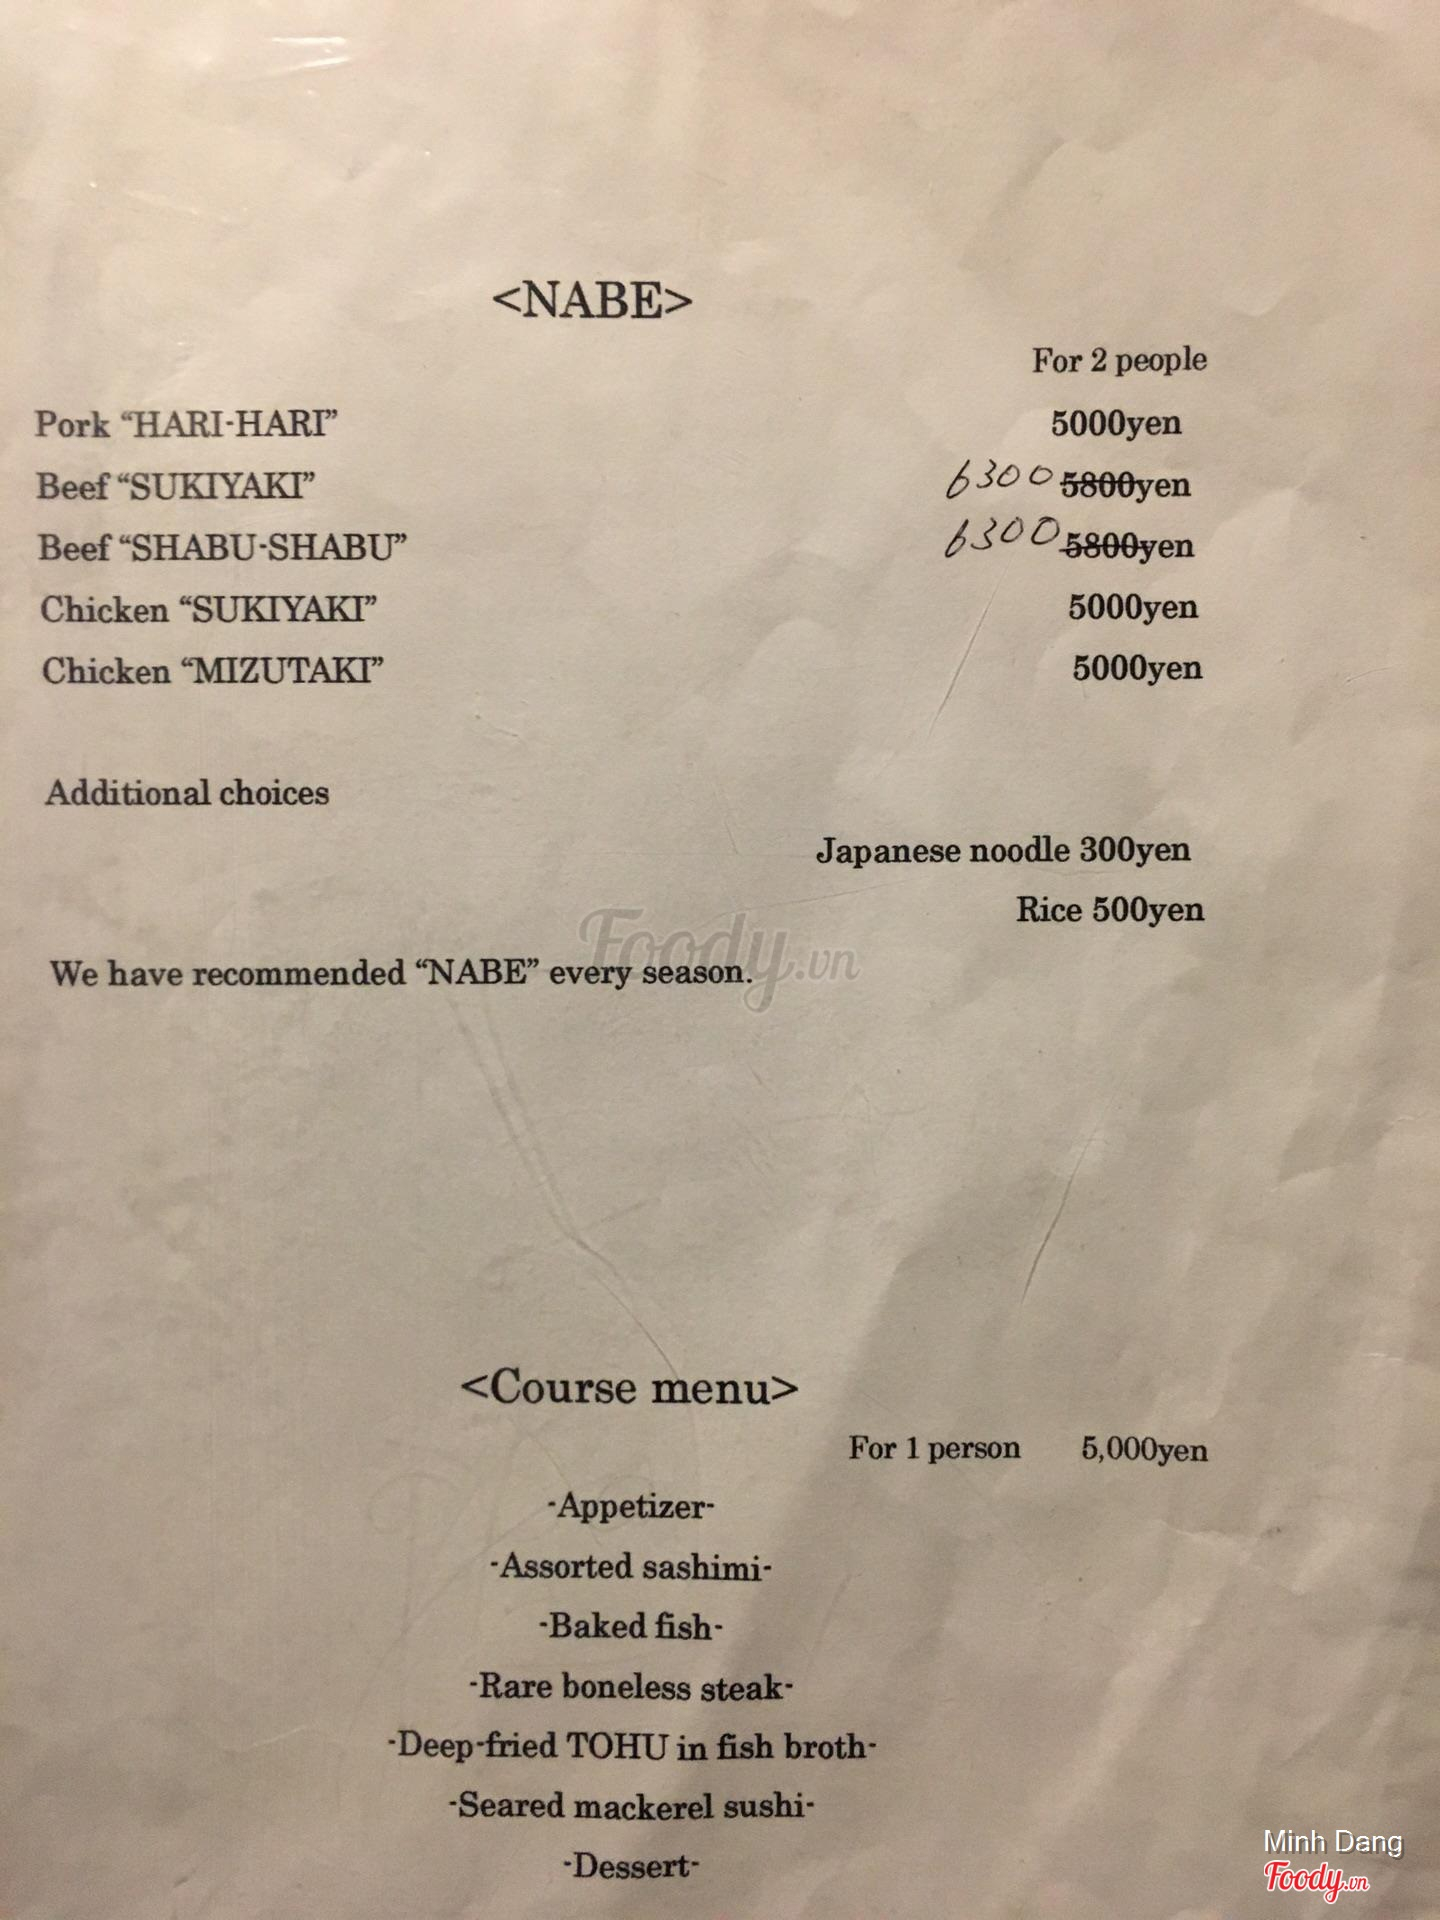 <NABE>
For 2 people
Pork “HARI-HARI” 5000yen
Beef “SUKIYAKI” 6300 5800yen
Beef “SHABU-SHABU” 6300 5800yen
Chicken “SUKIYAKI” 5000yen
Chicken “MIZUTAKI” 5000yen
Additional choices
Japanese noodle 300yen
Rice 500yen
Foody.vn
We have recommended “NABE” every season.
<Course menu>
For 1 person 5,000yen
-Appetizer-
-Assorted sashimi-
-Baked fish-
-Rare boneless steak-
-Deep-fried TOHU in fish broth-
-Seared mackerel sushi-
-Dessert-
Minh Dang
Foody.vn